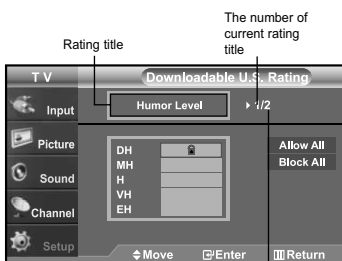 The number of
current rating
title
Rating title
T V
Downloadable U.S. Rating
Input
Humor Level
1/2
Picture
DH
Allow All
MH
Block All
Sound
H
VH
Channel
EH
Setup
Move
Enter
Return